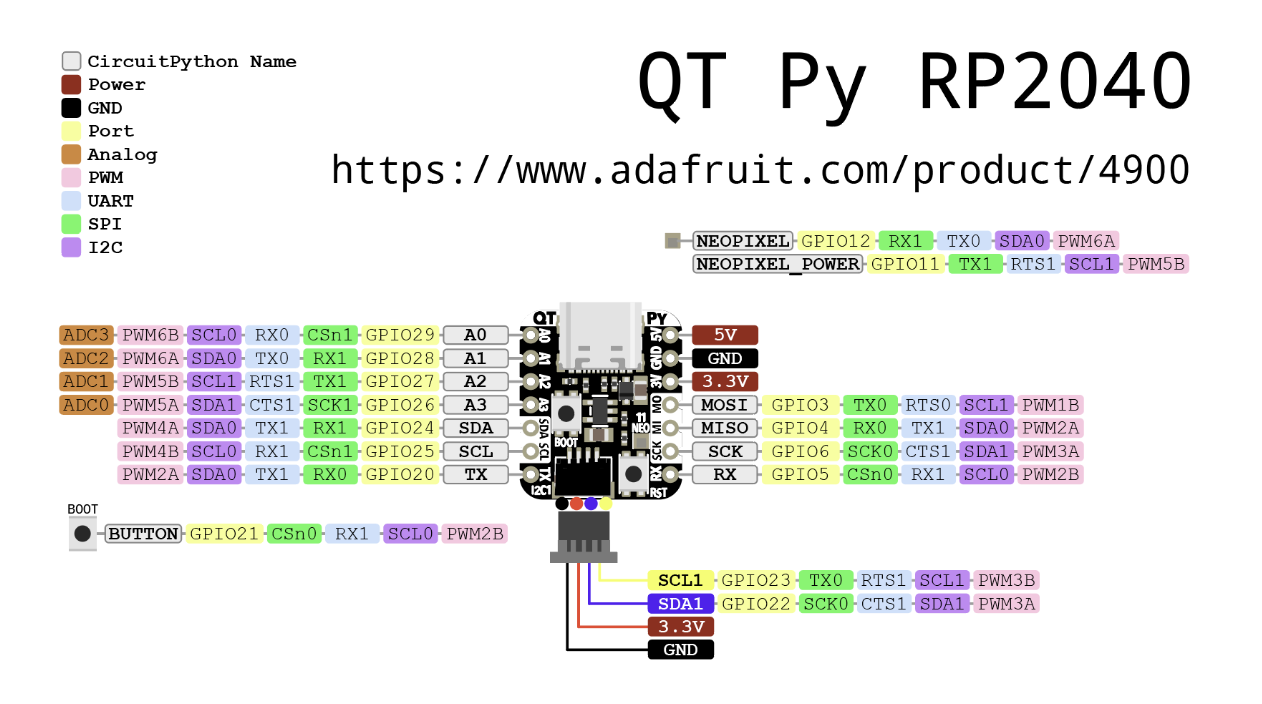 QT Py RP2040
https://www.adafruit.com/product/4900
CircuitPython Name
Power
GND
Port
Analog
PWM
UART
SPI
I2C
NEOPIXEL GPIO12 RX1 TX0 SDA0 PWM6A
NEOPIXEL_POWER GPIO11 TX1 RTS1 SCL1 PWM5B
QT PY
ADC3 PWM6B SCL0 RX0 CSn1 GPIO29 A0 A0 5V 5V
ADC2 PWM6A SDA0 TX0 RX1 GPIO28 A1 A1 GND GND
ADC1 PWM5B SCL1 RTS1 TX1 GPIO27 A2 A2 3V 3.3V
ADC0 PWM5A SDA1 CTS1 SCK1 GPIO26 A3 A3 MO MOSI GPIO3 TX0 RTS0 SCL1 PWM1B
PWM4A SDA0 TX1 RX1 GPIO24 SDA SDA MI MISO GPIO4 RX0 TX1 SDA0 PWM2A
PWM4B SCL0 RX1 CSn1 GPIO25 SCL SCL SCK SCK GPIO6 SCK0 CTS1 SDA1 PWM3A
PWM2A SDA0 TX1 RX0 GPIO20 TX TX RX RX GPIO5 CSn0 RX1 SCL0 PWM2B
11
NEO
BOOT
I2C1 RST
BOOT
BUTTON GPIO21 CSn0 RX1 SCL0 PWM2B
SCL1 GPIO23 TX0 RTS1 SCL1 PWM3B
SDA1 GPIO22 SCK0 CTS1 SDA1 PWM3A
3.3V
GND